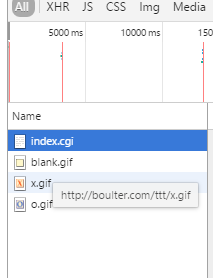 All XHR JS CSS Img Media
5000 ms 10000 ms 150
Name
index.cgi
blank.gif
x.gif
http://boulter.com/ttt/x.gif
o.gif